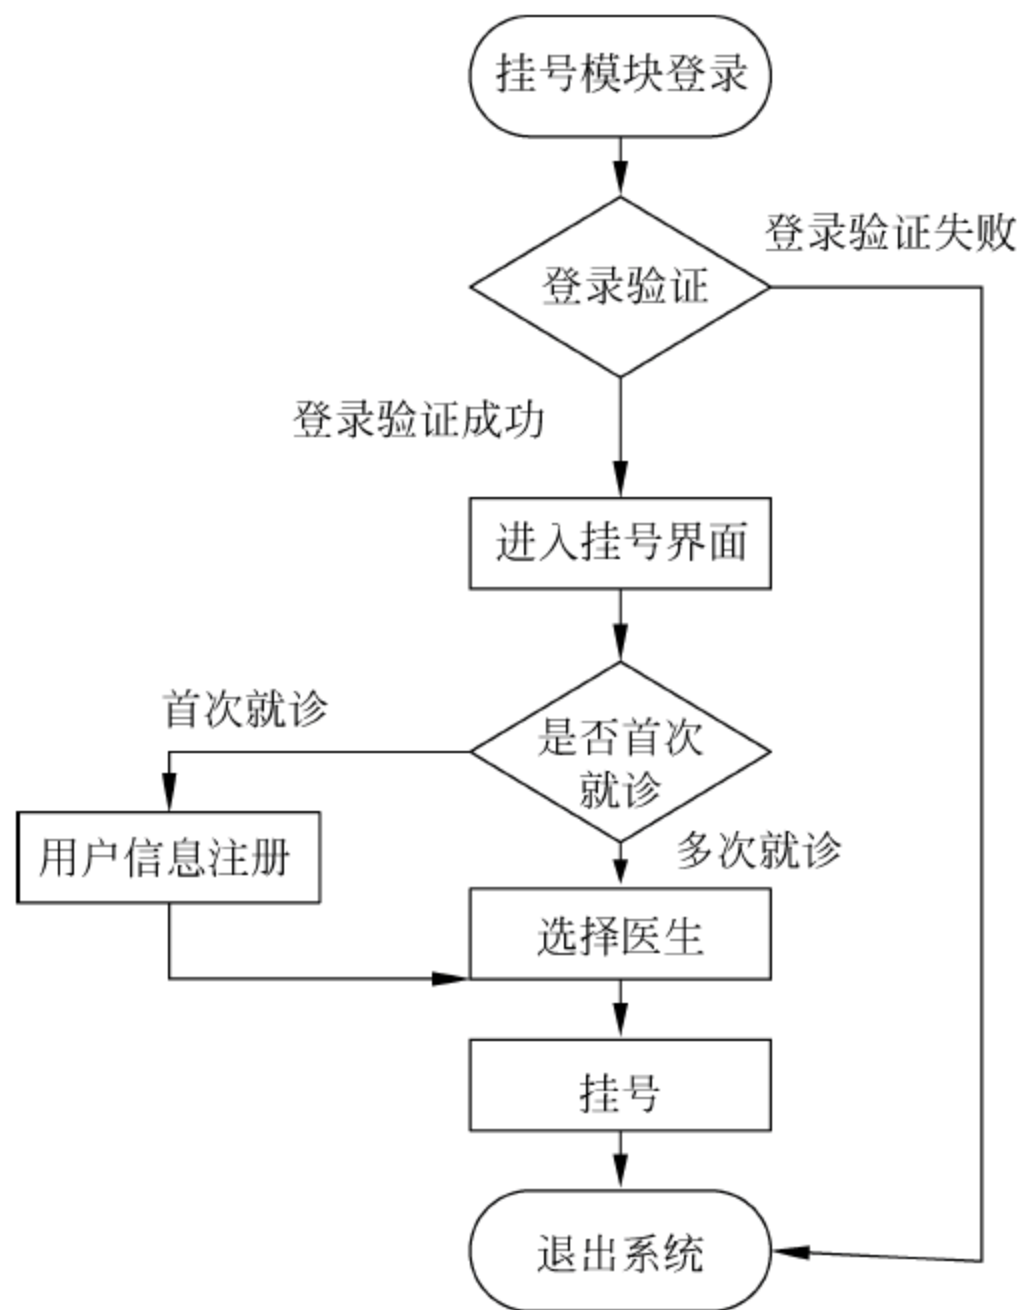 挂号模块登录
登录验证失败
登录验证
登录验证成功
进入挂号界面
首次就诊
是否首次
就诊
多次就诊
用户信息注册
选择医生
挂号
退出系统